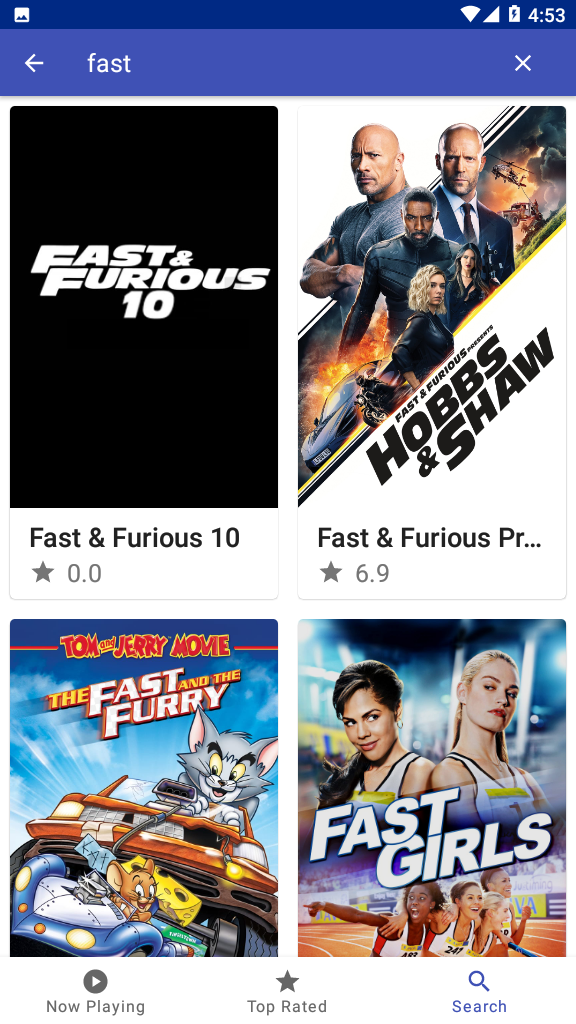 4:53
fast
FAST &
FURIOUS
10
FAST & FURIOUS PRESENTS
HOBBS
& SHAW
Fast & Furious 10
0.0
Fast & Furious Pr...
6.9
TOM and JERRY MOVIE
THE FAST AND THE
FURRY
FAST
GIRLS
Now Playing
Top Rated
Search